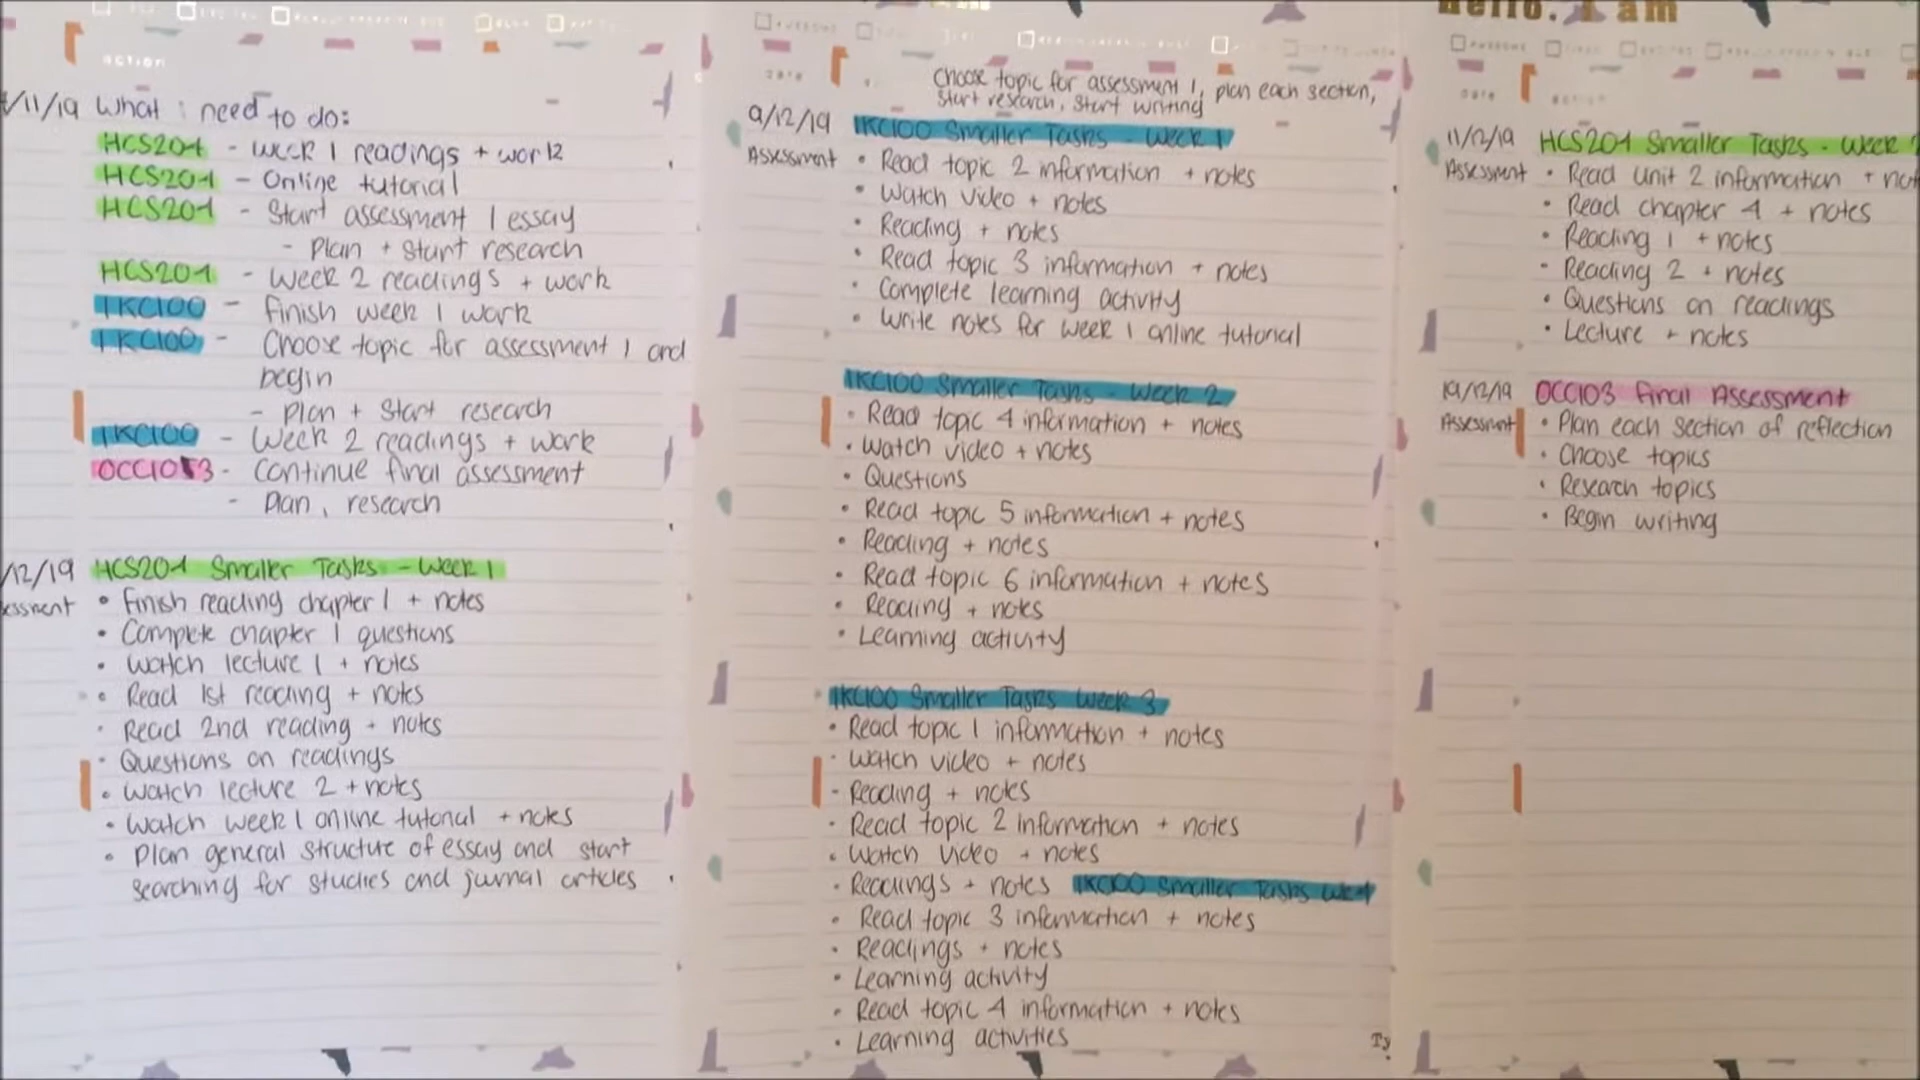 action
/11/19 What i need to do:
HCS201 - Week 1 readings + work
HCS201 - Online tutorial
HCS201 - Start assessment 1 essay
- Plan + Start research
HCS201 - Week 2 readings + work
IKC100 - Finish week 1 work
IKC100 - Choose topic for assessment 1 and
begin
- Plan + Start research
IKC100 - Week 2 readings + work
OCC103 - Continue final assessment
- Plan, research
/12/19 HCS201 Smaller Tasks - Week 1
essment • Finish reading chapter 1 + notes
• Complete chapter 1 questions
• Watch lecture 1 + notes
• Read 1st reading + notes
• Read 2nd reading + notes
• Questions on readings
• Watch lecture 2 + notes
• Watch week 1 online tutorial + notes
• Plan general structure of essay and start
searching for studies and journal articles
date
Choose topic for assessment 1, plan each section,
start research, start writing
9/12/19 IKC100 Smaller Tasks - Week 1
Assessment • Read topic 2 information + notes
• Watch video + notes
• Reading + notes
• Read topic 3 information + notes
• Complete learning activity
• Write notes for week 1 online tutorial
IKC100 Smaller Tasks - Week 2
• Read topic 4 information + notes
• Watch video + notes
• Questions
• Read topic 5 information + notes
• Reading + notes
• Read topic 6 information + notes
• Reading + notes
• Learning activity
IKC100 Smaller Tasks Week 3
• Read topic 1 information + notes
• Watch video + notes
- Reading + notes
• Read topic 2 information + notes
• Watch video + notes
• Readings + notes IKC100 Smaller Tasks Week 4
• Read topic 3 information + notes
• Readings + notes
• Learning activity
• Read topic 4 information + notes
• Learning activities
Hello. I am
date action
11/12/19 HCS201 Smaller Tasks - Week
Assessment • Read unit 2 information + not
• Read chapter 4 + notes
• Reading 1 + notes
• Reading 2 + notes
• Questions on readings
• Lecture + notes
19/12/19 OCC103 Final Assessment
Assessment • Plan each section of reflection
• Choose topics
• Research topics
• Begin writing